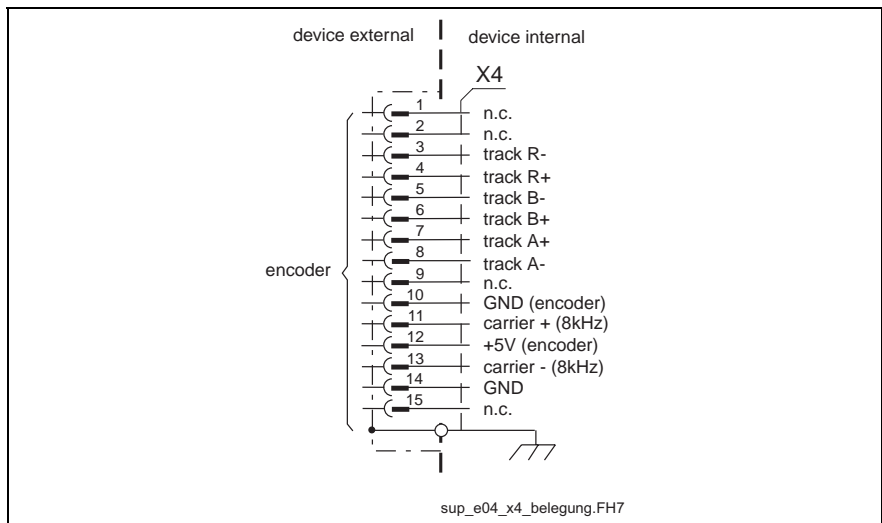 device external device internal
X4
1 n.c.
2 n.c.
3 track R-
4 track R+
5 track B-
6 track B+
7 track A+
8 track A-
encoder
9 n.c.
10 GND (encoder)
11 carrier + (8kHz)
12 +5V (encoder)
13 carrier - (8kHz)
14 GND
15 n.c.
sup_e04_x4_belegung.FH7